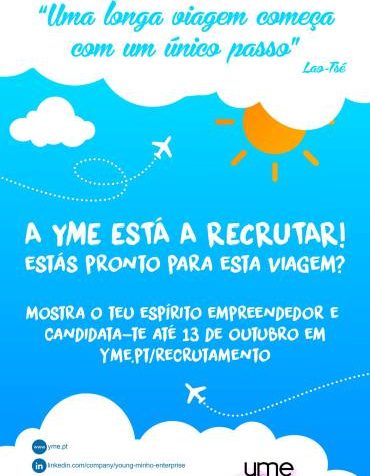 “Uma longa viagem começa
com um único passo”
Lao-Tsé
A YME ESTÁ A RECRUTAR!
ESTÁS PRONTO PARA ESTA VIAGEM?
MOSTRA O TEU ESPÍRITO EMPREENDEDOR E
CANDIDATA-TE ATÉ 13 DE OUTUBRO EM
YME.PT/RECRUTAMENTO
www yme.pt
in linkedin.com/company/young-minho-enterprise
yme